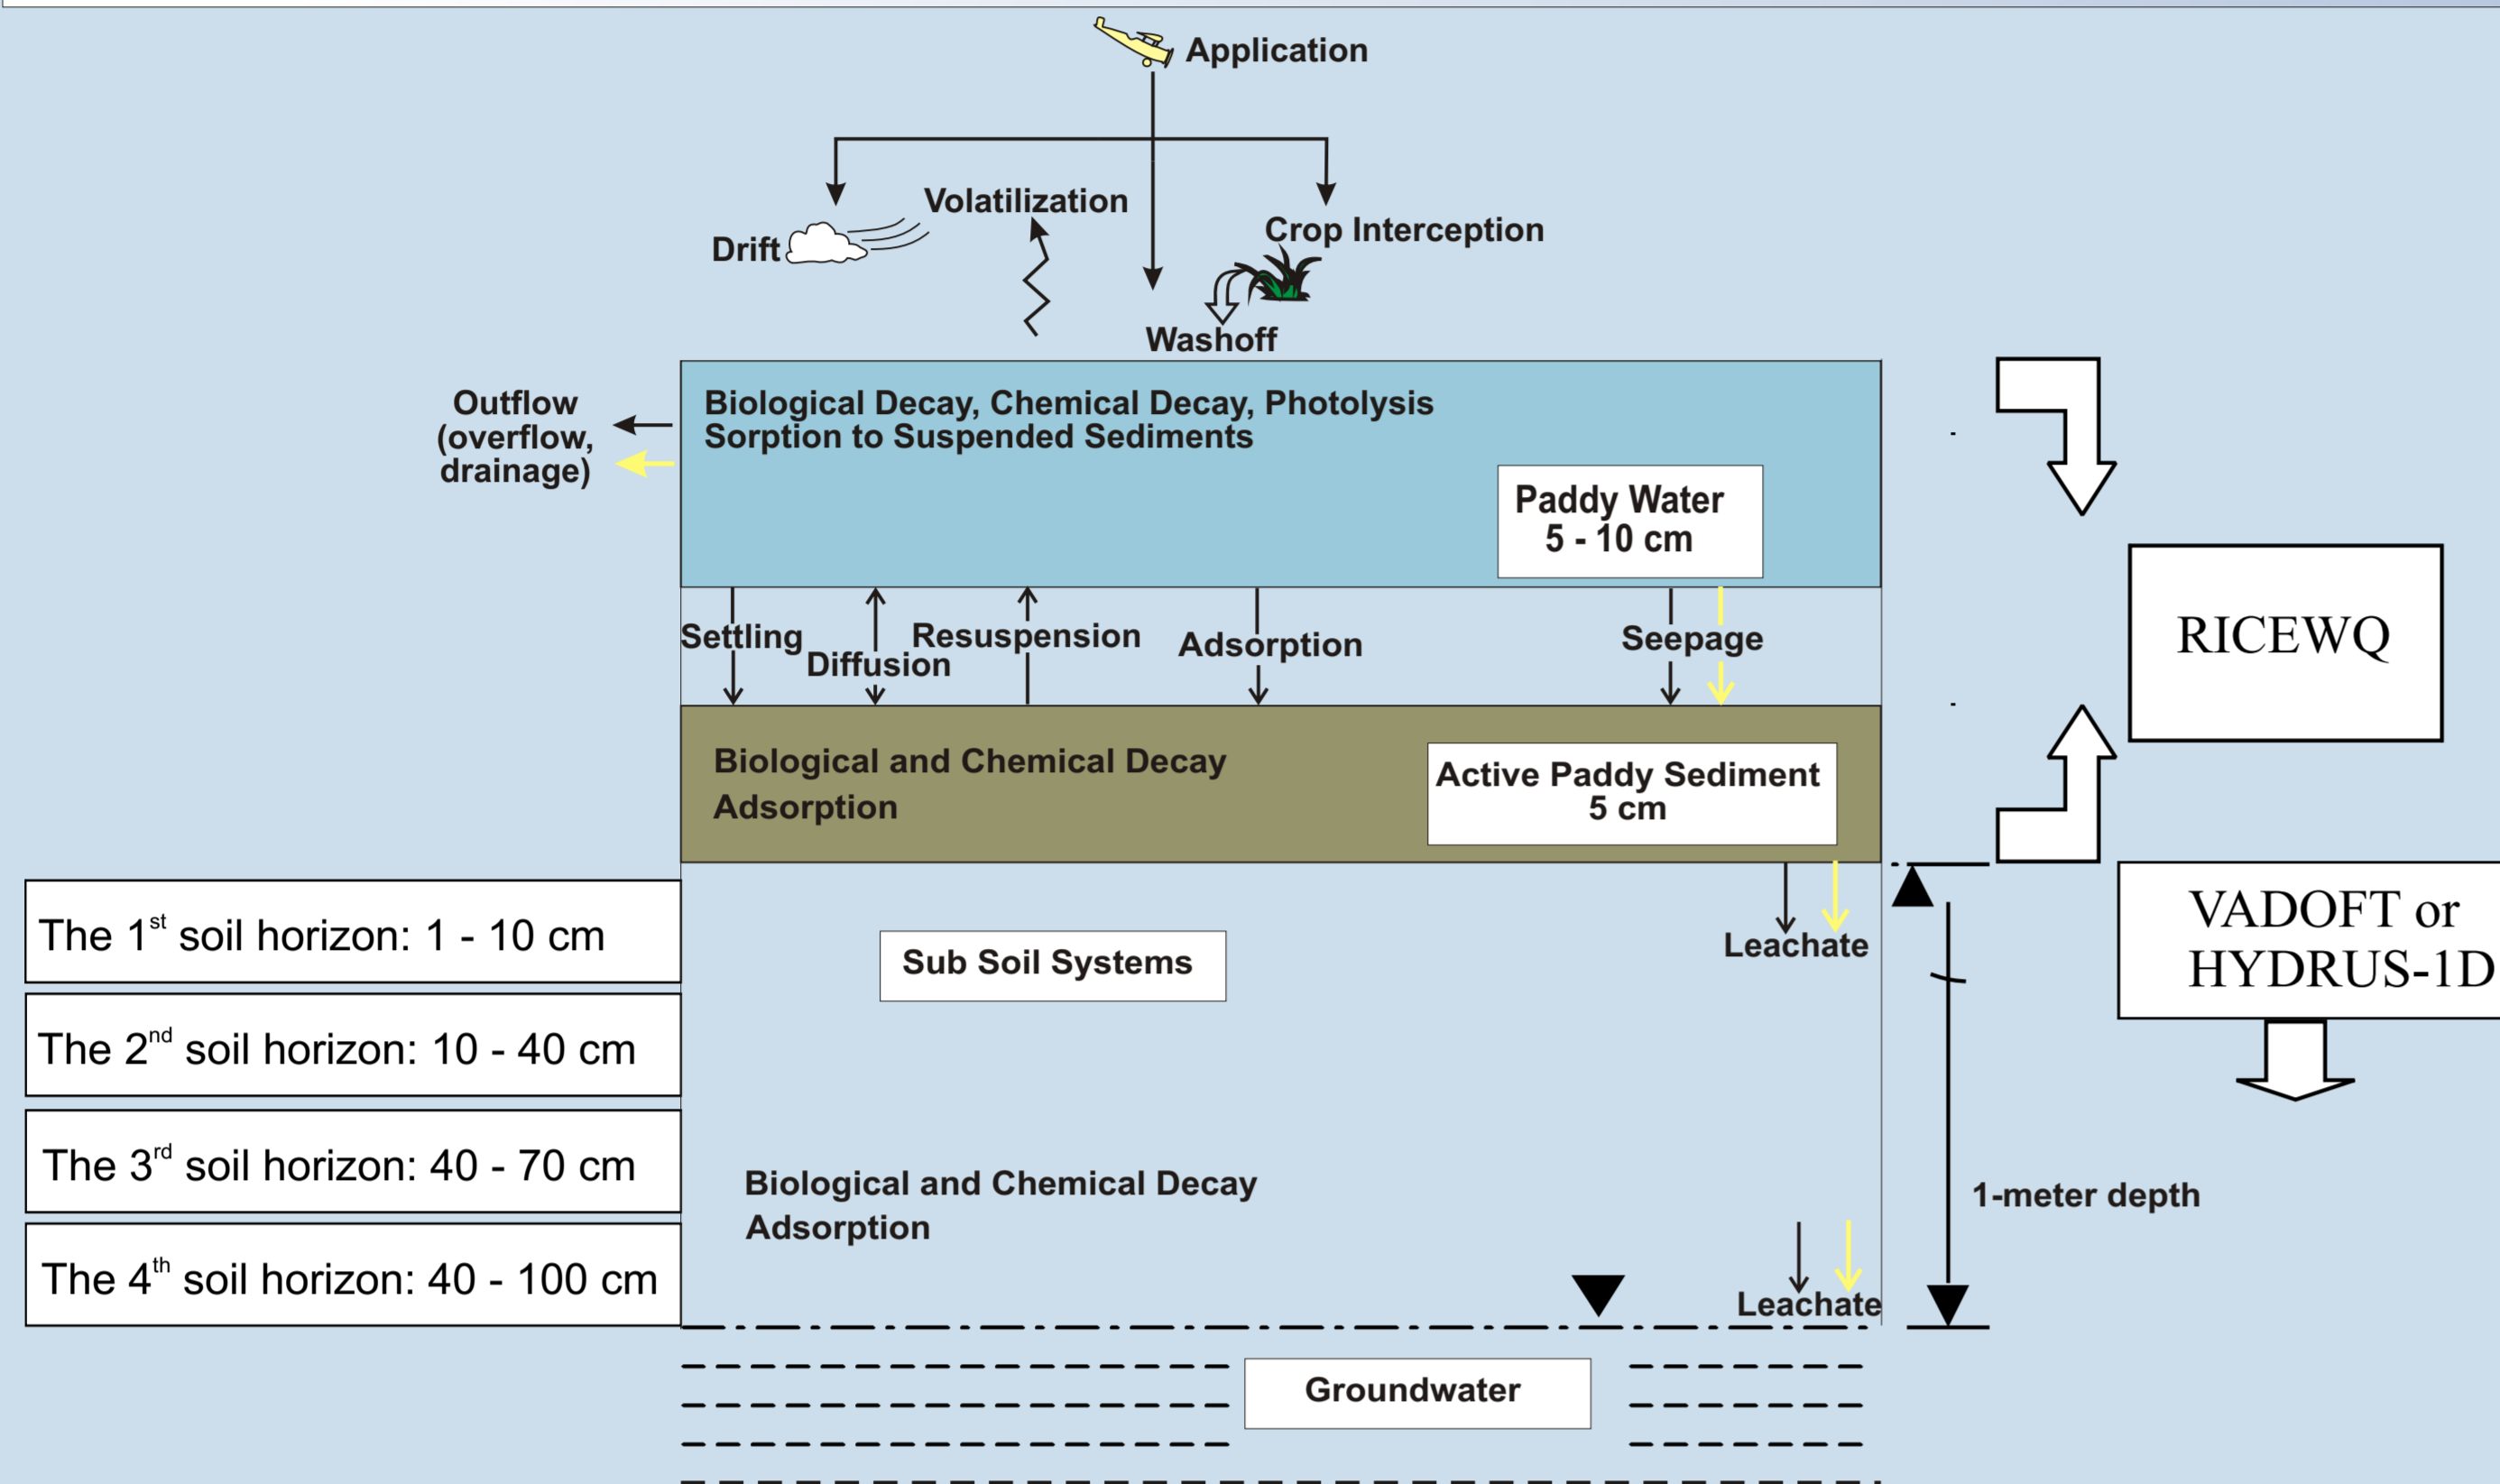 Application
Volatilization
Drift
Crop Interception
Washoff
Outflow
(overflow,
drainage)
Biological Decay, Chemical Decay, Photolysis
Sorption to Suspended Sediments
Paddy Water
5 - 10 cm
Settling
Diffusion
Resuspension
Adsorption
Seepage
RICEWQ
Biological and Chemical Decay
Adsorption
Active Paddy Sediment
5 cm
The 1st soil horizon: 1 - 10 cm
The 2nd soil horizon: 10 - 40 cm
The 3rd soil horizon: 40 - 70 cm
The 4th soil horizon: 40 - 100 cm
Sub Soil Systems
Leachate
VADOFT or
HYDRUS-1D
Biological and Chemical Decay
Adsorption
1-meter depth
Leachate
Groundwater